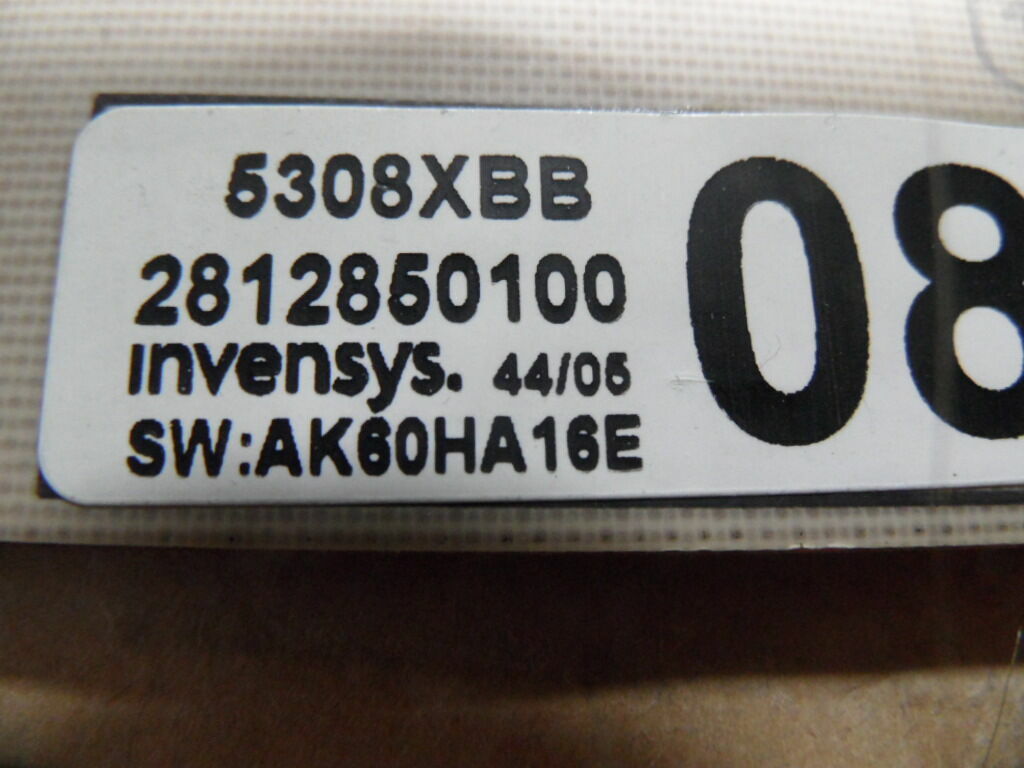 5308XBB
2812850100
invensys. 44/05
SW:AK60HA16E
08